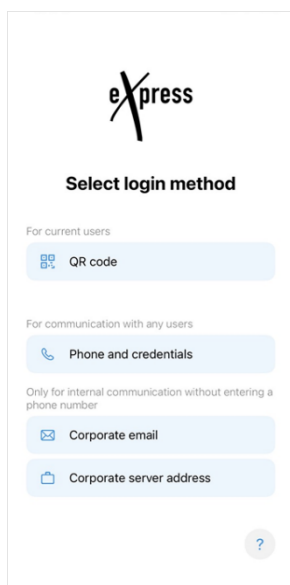 eXpress
Select login method
For current users
QR code
For communication with any users
Phone and credentials
Only for internal communication without entering a
phone number
Corporate email
Corporate server address
?